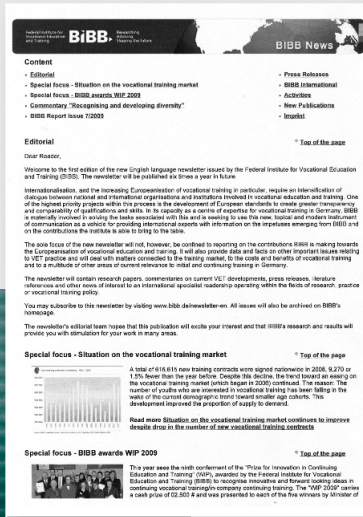 Federal Institute for
Vocational Education
and Training
BiBB.
Researching
Advising
Shaping the future
BIBB News
Content
Editorial
Special focus - Situation on the vocational training market
Special focus - BIBB awards WIP 2009
Commentary "Recognising and developing diversity"
BIBB Report Issue 7/2009
Press Releases
BIBB International
Activities
New Publications
Imprint
Editorial
Top of the page
Dear Reader,
Welcome to the first edition of the new English language newsletter issued by the Federal Institute for Vocational Education
and Training (BIBB). The newsletter will be published six times a year in future.
Internationalisation, and the increasing Europeanisation of vocational training in particular, require an intensification of
dialogue between national and international organisations and institutions involved in vocational education and training. One
of the highest priority projects within this process is the development of European standards to create greater transparency
and comparability of qualifications and skills. In its capacity as a centre of expertise for vocational training in Germany, BIBB
is materially involved in solving the tasks associated with this and is seeking to use this new, topical and modern instrument
of communication as a vehicle for providing international experts with information on the impetuses emerging from BIBB and
on the contributions the Institute is able to bring to the table.
The sole focus of the new newsletter will not, however, be confined to reporting on the contributions BIBB is making towards
the Europeanisation of vocational education and training. It will also provide data and facts on other important issues relating
to VET practice and will deal with matters connected to the training market, to the costs and benefits of vocational training
and to a multitude of other areas of current relevance to initial and continuing training in Germany.
The newsletter will contain research papers, commentaries on current VET developments, press releases, literature
references and other news of interest to an international specialist readership operating within the fields of research, practice
or vocational training policy.
You may subscribe to this newsletter by visiting www.bibb.de/newsletter-en. All issues will also be archived on BIBB's
homepage.
The newsletter's editorial team hopes that this publication will excite your interest and that BIBB's research and results will
provide you with stimulation for your work in many areas.
Special focus - Situation on the vocational training market
Top of the page
A total of 616,615 new training contracts were signed nationwide in 2008, 9,270 or
1.5% fewer than the year before. Despite this decline, the trend toward an easing on
the vocational training market (which began in 2006) continued. The reason: The
number of youths who are interested in vocational training has been falling in the
wake of the current demographic trend toward smaller age cohorts. This
development improved the proportion of supply to demand.
Read more Situation on the vocational training market continues to improve
despite drop in the number of new vocational training contracts
Special focus - BIBB awards WIP 2009
Top of the page
This year sees the ninth conferment of the "Prize for Innovation in Continuing
Education and Training" (WIP), awarded by the Federal Institute for Vocational
Education and Training (BIBB) to recognise innovative and forward looking ideas in
continuing vocational training/in-company continuing training. The "WIP 2009" carries
a cash prize of 02,500 # and was presented to each of the five winners by Minister of